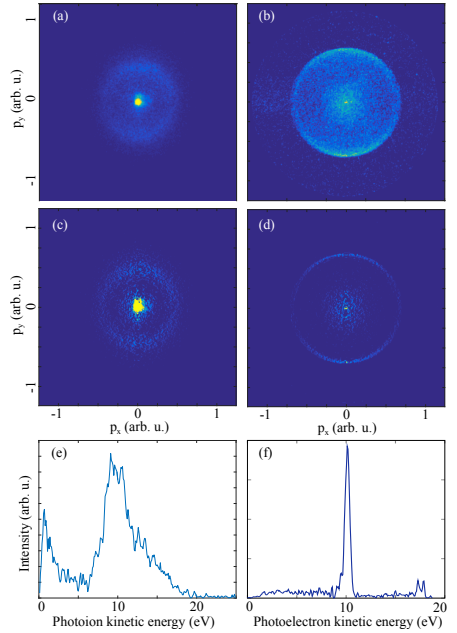 (a) (b)
1
0
-1
p_y (arb. u.)
(c) (d)
1
0
-1
p_y (arb. u.)
-1 0 1 -1 0 1
p_x (arb. u.) p_x (arb. u.)
(e) (f)
Intensity (arb. u.)
0 10 20 0 10 20
Photoion kinetic energy (eV) Photoelectron kinetic energy (eV)